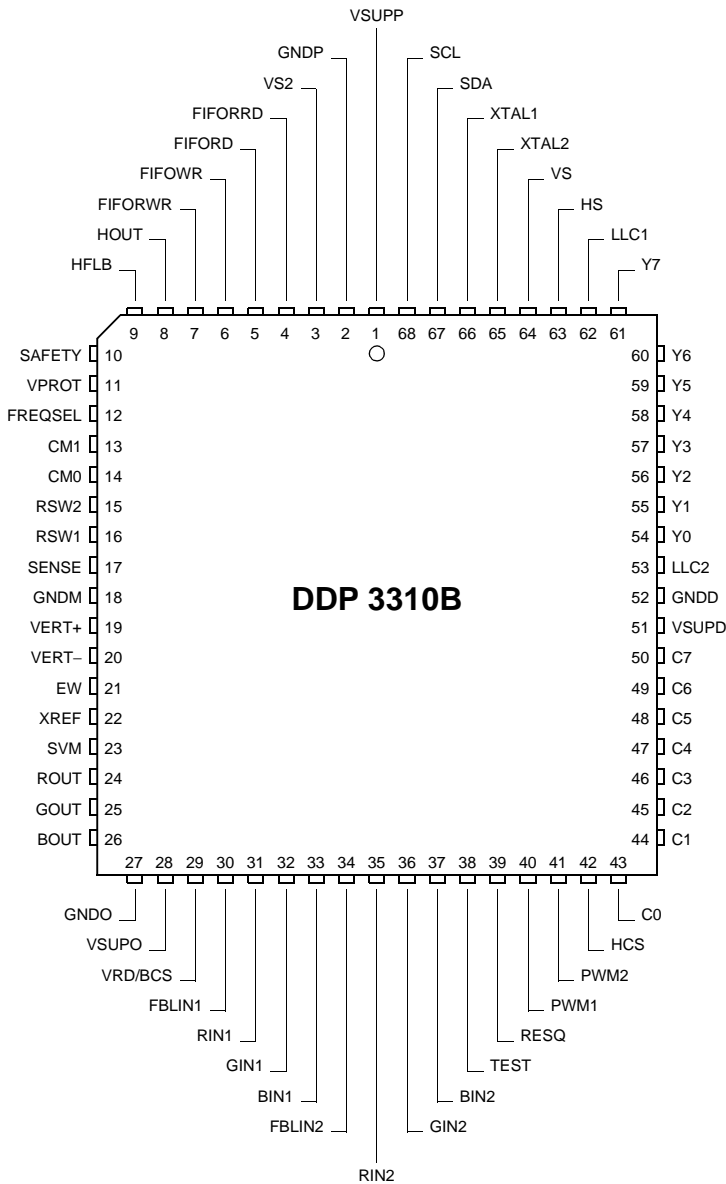 VSUPP
GNDP
SCL
VS2
SDA
FIFORRD
XTAL1
FIFORD
XTAL2
FIFOWR
VS
FIFORWR
HS
HOUT
LLC1
HFLB
Y7
9 8 7 6 5 4 3 2 1 68 67 66 65 64 63 62 61
SAFETY 10 60 Y6
VPROT 11 59 Y5
FREQSEL 12 58 Y4
CM1 13 57 Y3
CM0 14 56 Y2
RSW2 15 55 Y1
RSW1 16 54 Y0
SENSE 17 53 LLC2
DDP 3310B
GNDM 18 52 GNDD
VERT+ 19 51 VSUPD
VERT– 20 50 C7
EW 21 49 C6
XREF 22 48 C5
SVM 23 47 C4
ROUT 24 46 C3
GOUT 25 45 C2
BOUT 26 44 C1
27 28 29 30 31 32 33 34 35 36 37 38 39 40 41 42 43
GNDO
C0
VSUPO
HCS
VRD/BCS
PWM2
FBLIN1
PWM1
RIN1
RESQ
GIN1
TEST
BIN1
BIN2
FBLIN2
GIN2
RIN2